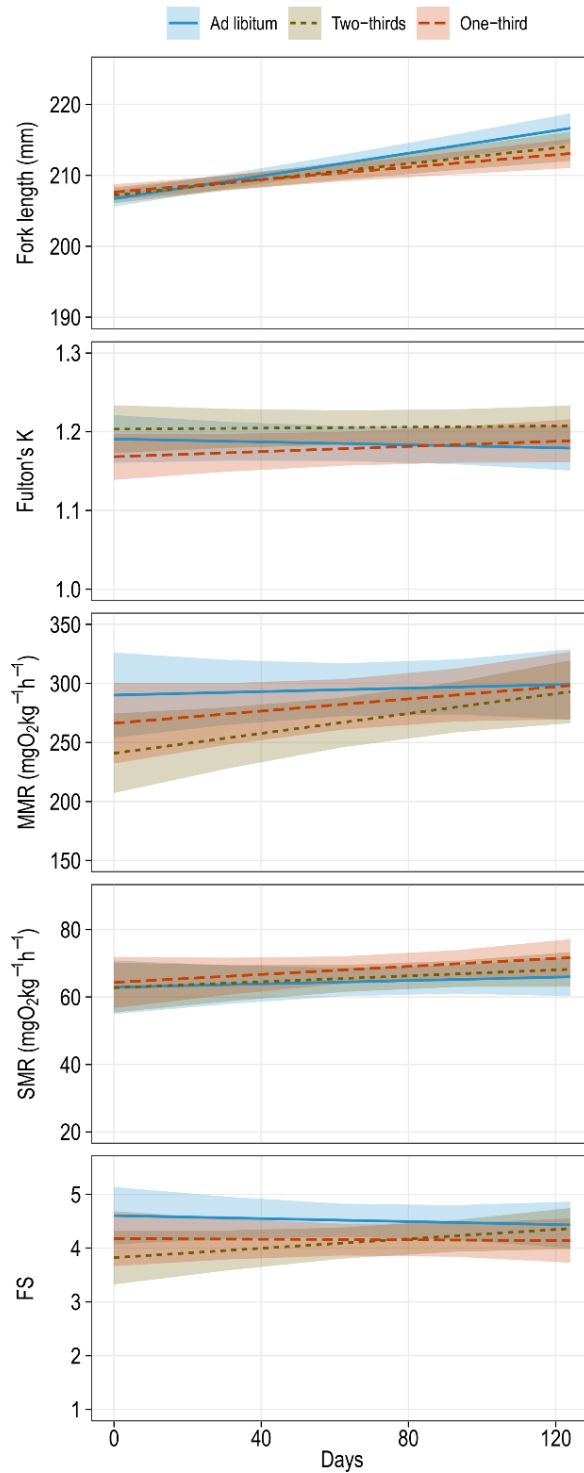 Ad libitum Two−thirds One−third
Fork length (mm)
220
210
200
190
Fulton's K
1.3
1.2
1.1
1.0
MMR (mgO₂kg⁻¹h⁻¹)
350
300
250
200
150
SMR (mgO₂kg⁻¹h⁻¹)
80
60
40
20
FS
5
4
3
2
1
0 40 80 120
Days